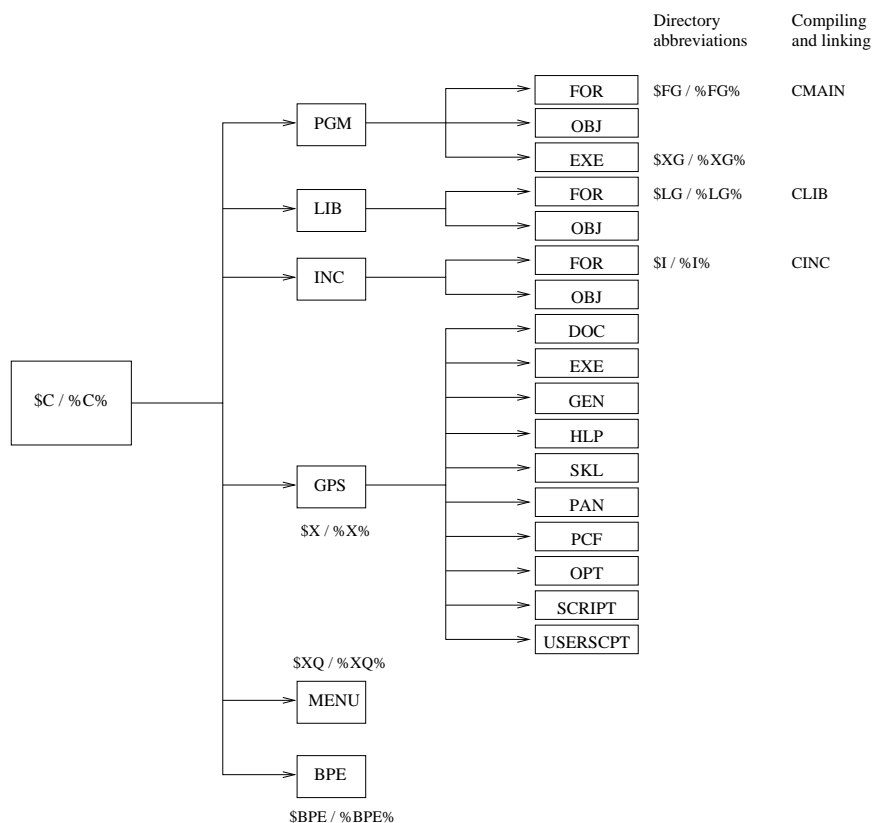 Directory
abbreviations
Compiling
and linking
FOR
$FG / %FG%
CMAIN
PGM
OBJ
EXE
$XG / %XG%
FOR
$LG / %LG%
CLIB
LIB
OBJ
FOR
$I / %I%
CINC
INC
OBJ
DOC
EXE
$C / %C%
GEN
HLP
SKL
GPS
PAN
$X / %X%
PCF
OPT
SCRIPT
USERSCPT
$XQ / %XQ%
MENU
BPE
$BPE / %BPE%